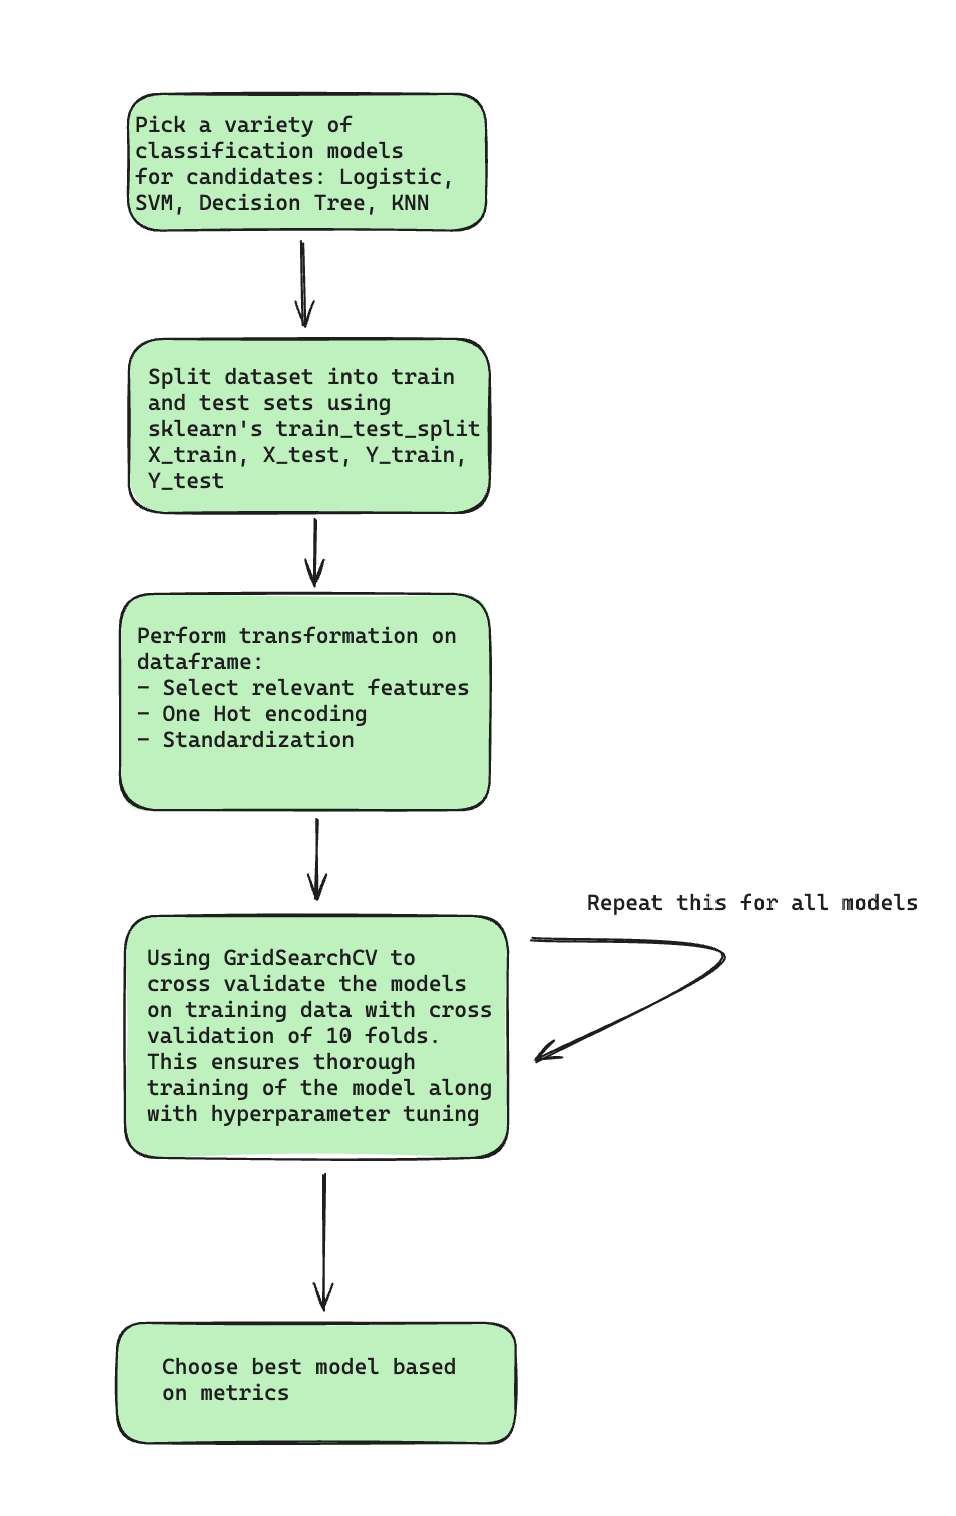 Pick a variety of
classification models
for candidates: Logistic,
SVM, Decision Tree, KNN
Split dataset into train
and test sets using
sklearn's train_test_split
X_train, X_test, Y_train,
Y_test
Perform transformation on
dataframe:
- Select relevant features
- One Hot encoding
- Standardization
Repeat this for all models
Using GridSearchCV to
cross validate the models
on training data with cross
validation of 10 folds.
This ensures thorough
training of the model along
with hyperparameter tuning
Choose best model based
on metrics